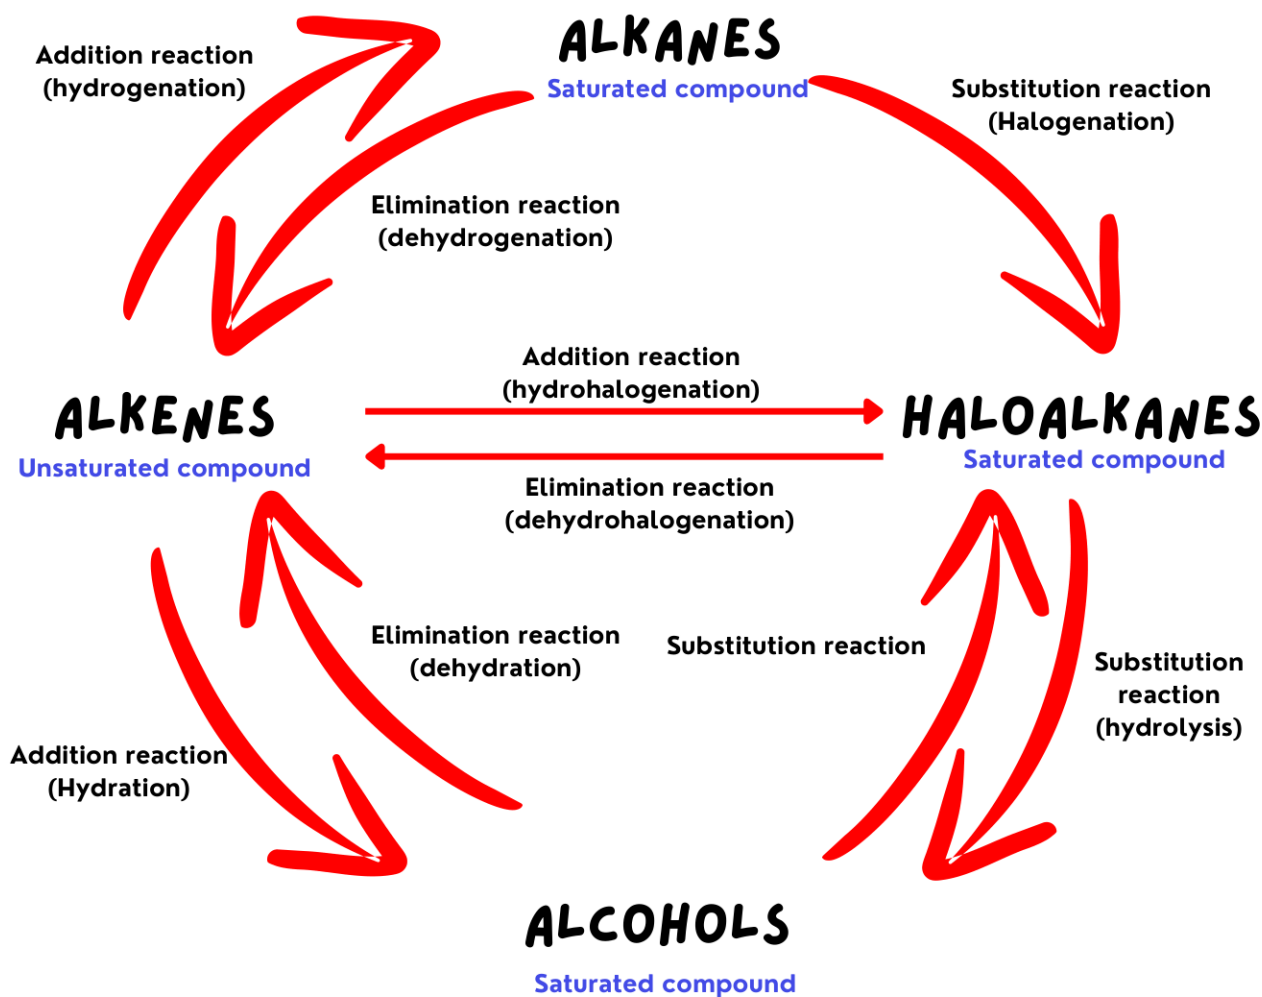 ALKANES
Saturated compound
Addition reaction
(hydrogenation)
Substitution reaction
(Halogenation)
Elimination reaction
(dehydrogenation)
Addition reaction
(hydrohalogenation)
ALKENES
Unsaturated compound
HALOALKANES
Saturated compound
Elimination reaction
(dehydrohalogenation)
Elimination reaction
(dehydration)
Substitution reaction
Substitution
reaction
(hydrolysis)
Addition reaction
(Hydration)
ALCOHOLS
Saturated compound